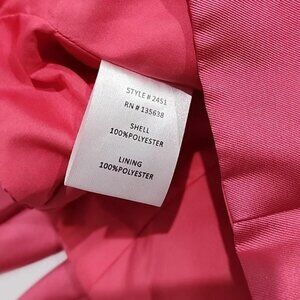 STYLE # 2451
RN # 135638
SHELL
100%POLYESTER
LINING
100%POLYESTER